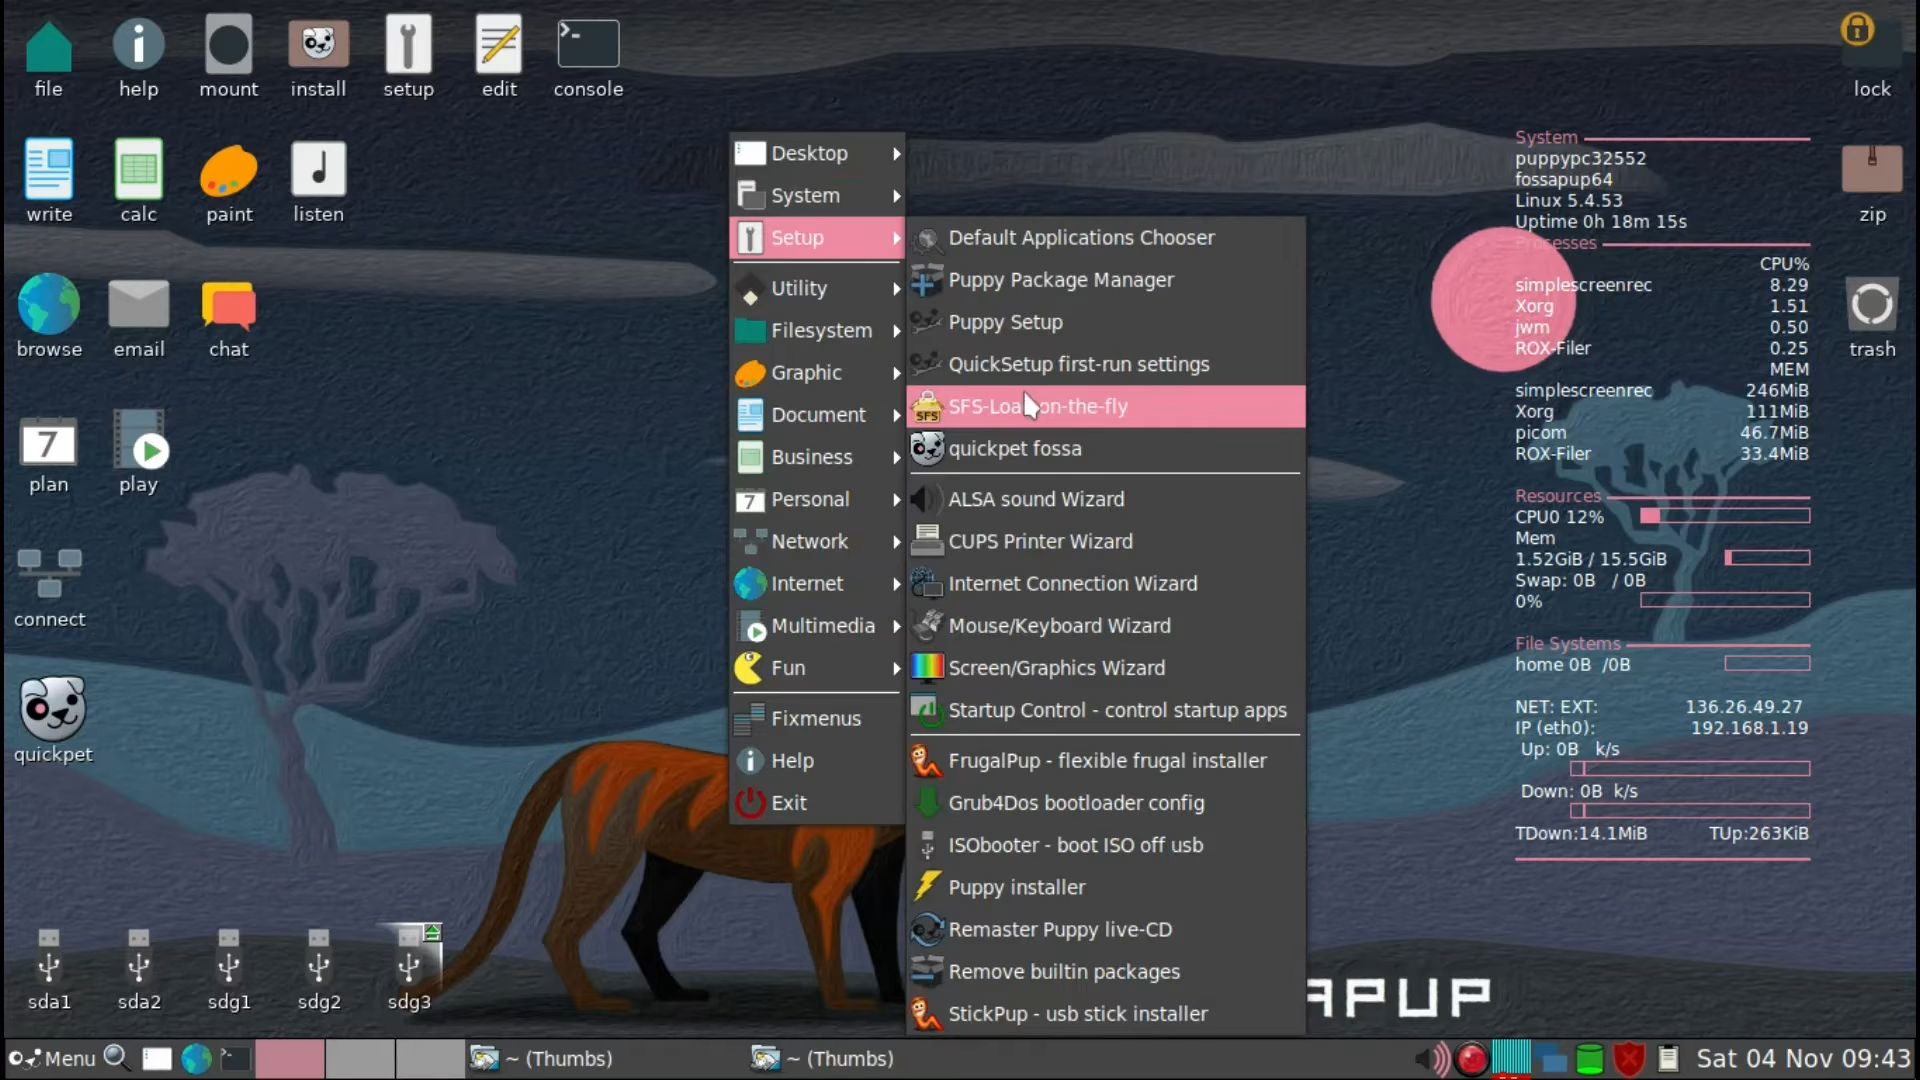 file
help
mount
install
setup
edit
console
lock
write
calc
paint
listen
zip
browse
email
chat
trash
plan
play
connect
quickpet
sda1
sda2
sdg1
sdg2
sdg3
Desktop
System
Setup
Utility
Filesystem
Graphic
Document
Business
Personal
Network
Internet
Multimedia
Fun
Fixmenus
Help
Exit
Default Applications Chooser
Puppy Package Manager
Puppy Setup
QuickSetup first-run settings
SFS-Load on-the-fly
quickpet fossa
ALSA sound Wizard
CUPS Printer Wizard
Internet Connection Wizard
Mouse/Keyboard Wizard
Screen/Graphics Wizard
Startup Control - control startup apps
FrugalPup - flexible frugal installer
Grub4Dos bootloader config
ISObooter - boot ISO off usb
Puppy installer
Remaster Puppy live-CD
Remove builtin packages
StickPup - usb stick installer
System
puppypc32552
fossapup64
Linux 5.4.53
Uptime 0h 18m 15s
Processes
CPU%
simplescreenrec 8.29
Xorg 1.51
jwm 0.50
ROX-Filer 0.25
MEM
simplescreenrec 246MiB
Xorg 111MiB
picom 46.7MiB
ROX-Filer 33.4MiB
Resources
CPU0 12%
Mem
1.52GiB / 15.5GiB
Swap: 0B / 0B
0%
File Systems
home 0B /0B
NET: EXT: 136.26.49.27
IP (eth0): 192.168.1.19
Up: 0B k/s
Down: 0B k/s
TDown:14.1MiB TUp:263KiB
APUP
Menu
~ (Thumbs)
~ (Thumbs)
Sat 04 Nov 09:43
7
7
SFS